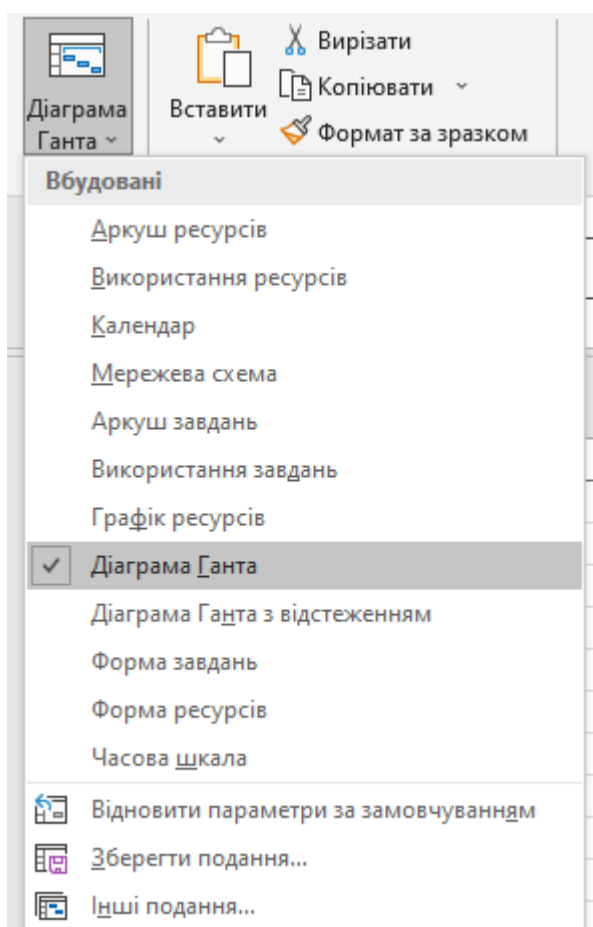 Діаграма
Ганта
Вставити
Вирізати
Копіювати
Формат за зразком
Вбудовані
Аркуш ресурсів
Використання ресурсів
Календар
Мережева схема
Аркуш завдань
Використання завдань
Графік ресурсів
Діаграма Ганта
Діаграма Ганта з відстеженням
Форма завдань
Форма ресурсів
Часова шкала
Відновити параметри за замовчуванням
Зберегти подання...
Інші подання...